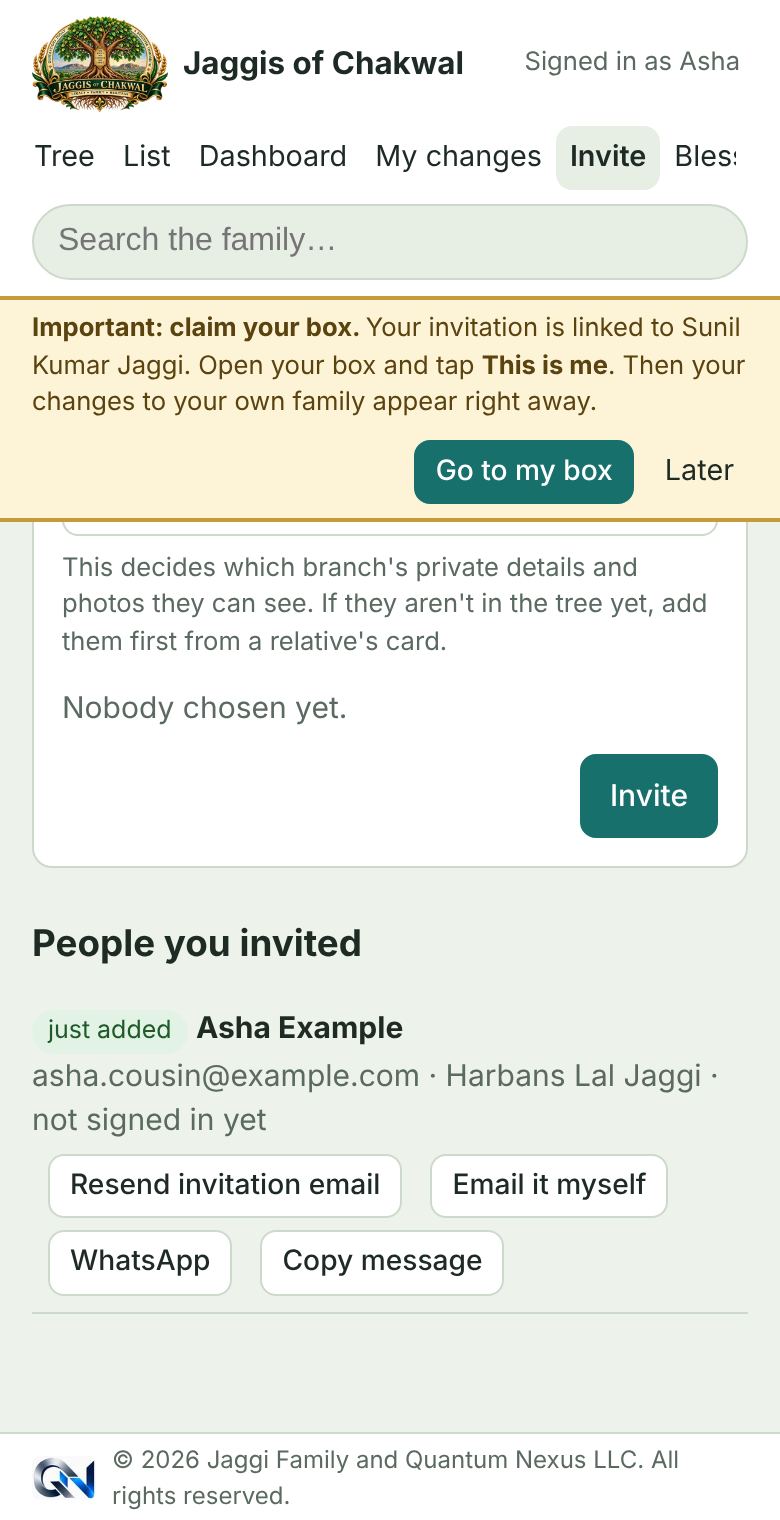 JAGGIS OF CHAKWAL
Jaggis of Chakwal
Signed in as Asha
Tree List Dashboard My changes Invite
Search the family…
Important: claim your box. Your invitation is linked to Sunil
Kumar Jaggi. Open your box and tap This is me. Then your
changes to your own family appear right away.
Go to my box Later
This decides which branch's private details and
photos they can see. If they aren't in the tree yet, add
them first from a relative's card.
Nobody chosen yet.
Invite
People you invited
just added Asha Example
asha.cousin@example.com · Harbans Lal Jaggi ·
not signed in yet
Resend invitation email Email it myself
WhatsApp Copy message
© 2026 Jaggi Family and Quantum Nexus LLC. All
rights reserved.